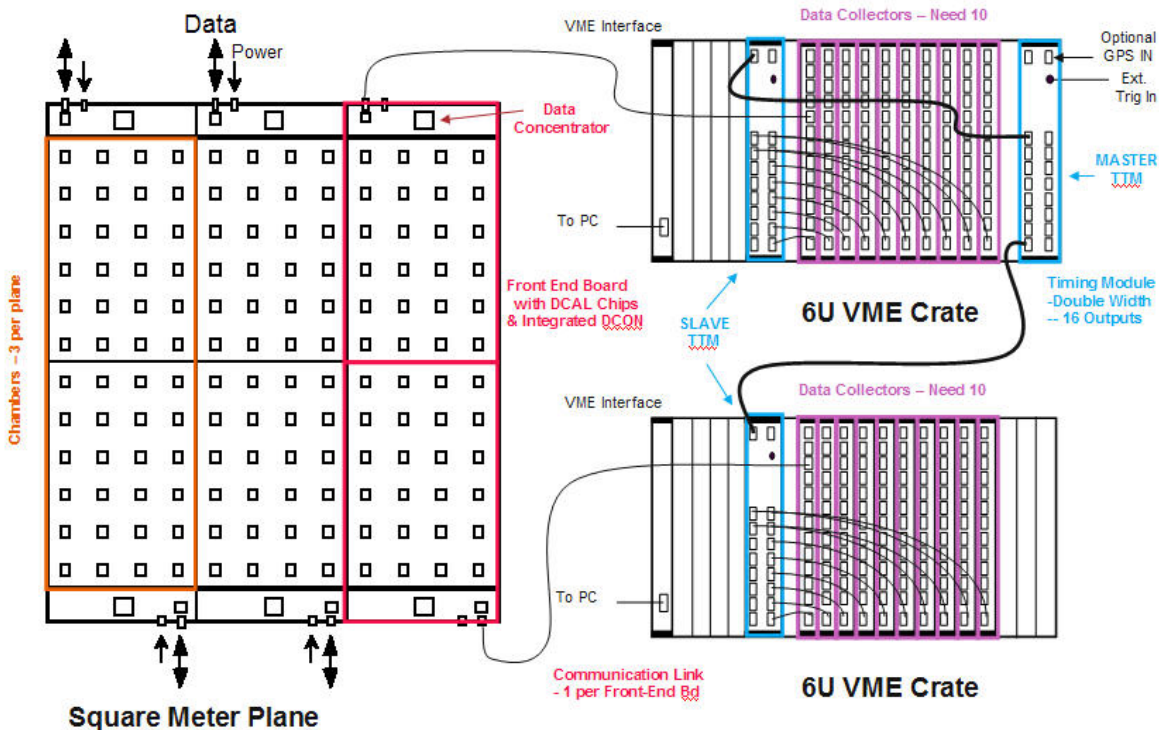 Data
Power
Data
Concentrator
Chambers – 3 per plane
Front End Board
with DCAL Chips
& Integrated DCON
Communication Link
- 1 per Front-End Bd
Square Meter Plane
VME Interface
Data Collectors – Need 10
Optional
GPS IN
Ext.
Trig In
MASTER
TTM
To PC
6U VME Crate
Timing Module
-Double Width
-- 16 Outputs
SLAVE
TTM
VME Interface
Data Collectors – Need 10
To PC
6U VME Crate